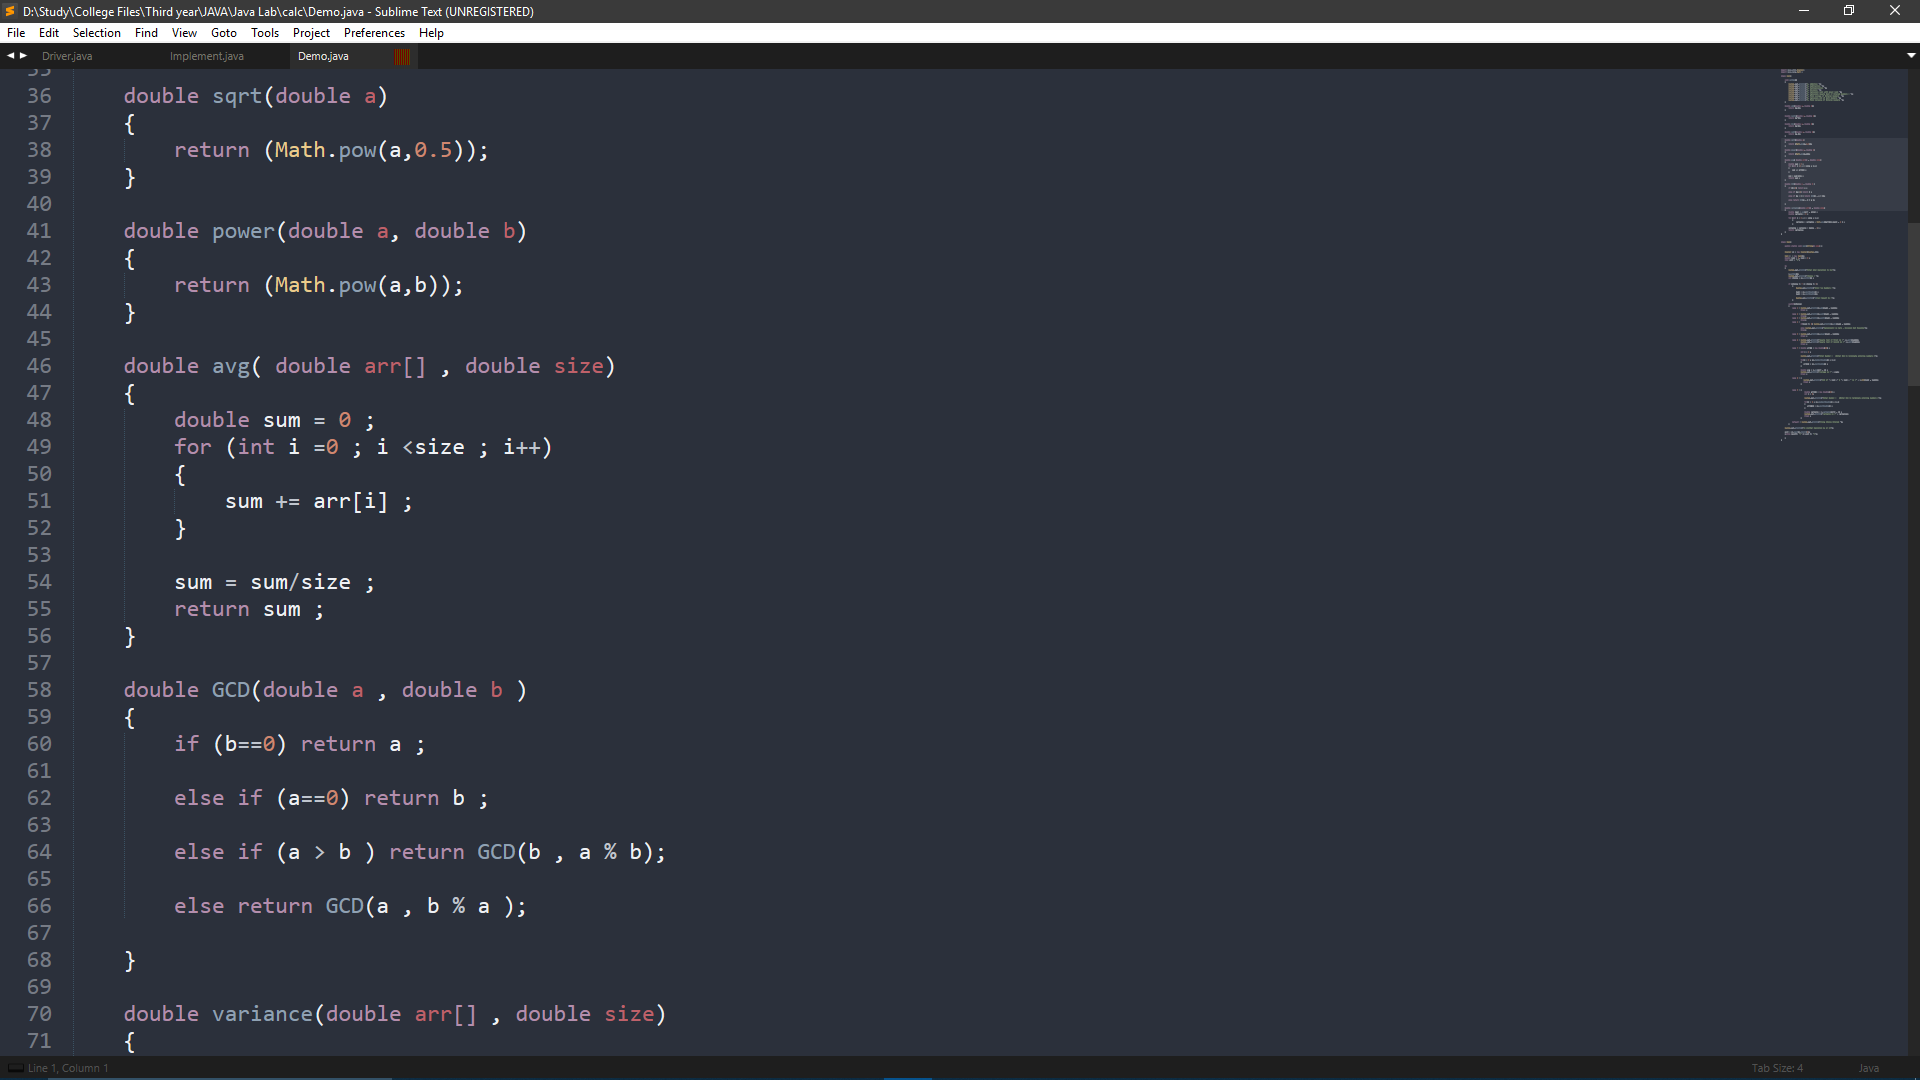 D:\Study\College Files\Third year\JAVA\Java Lab\calc\Demo.java - Sublime Text (UNREGISTERED)
File Edit Selection Find View Goto Tools Project Preferences Help
Driver.java Implement.java Demo.java
36 double sqrt(double a)
37 {
38 return (Math.pow(a,0.5));
39 }
40
41 double power(double a, double b)
42 {
43 return (Math.pow(a,b));
44 }
45
46 double avg( double arr[] , double size)
47 {
48 double sum = 0 ;
49 for (int i =0 ; i <size ; i++)
50 {
51 sum += arr[i] ;
52 }
53
54 sum = sum/size ;
55 return sum ;
56 }
57
58 double GCD(double a , double b )
59 {
60 if (b==0) return a ;
61
62 else if (a==0) return b ;
63
64 else if (a > b ) return GCD(b , a % b);
65
66 else return GCD(a , b % a );
67
68 }
69
70 double variance(double arr[] , double size)
71 {
Line 1, Column 1 Tab Size: 4 Java